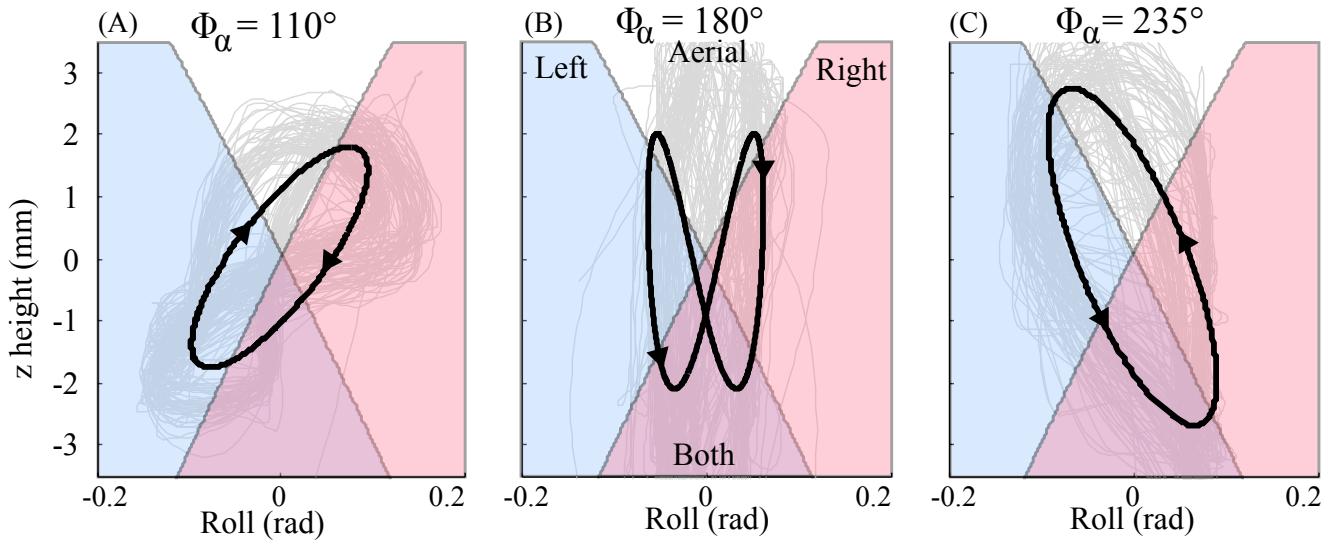 (A)
Φα = 110°
(B)
Φα = 180°
(C)
Φα = 235°
Left
Aerial
Right
Both
z height (mm)
3
2
1
0
-1
-2
-3
-0.2
0
0.2
Roll (rad)
-0.2
0
0.2
Roll (rad)
-0.2
0
0.2
Roll (rad)